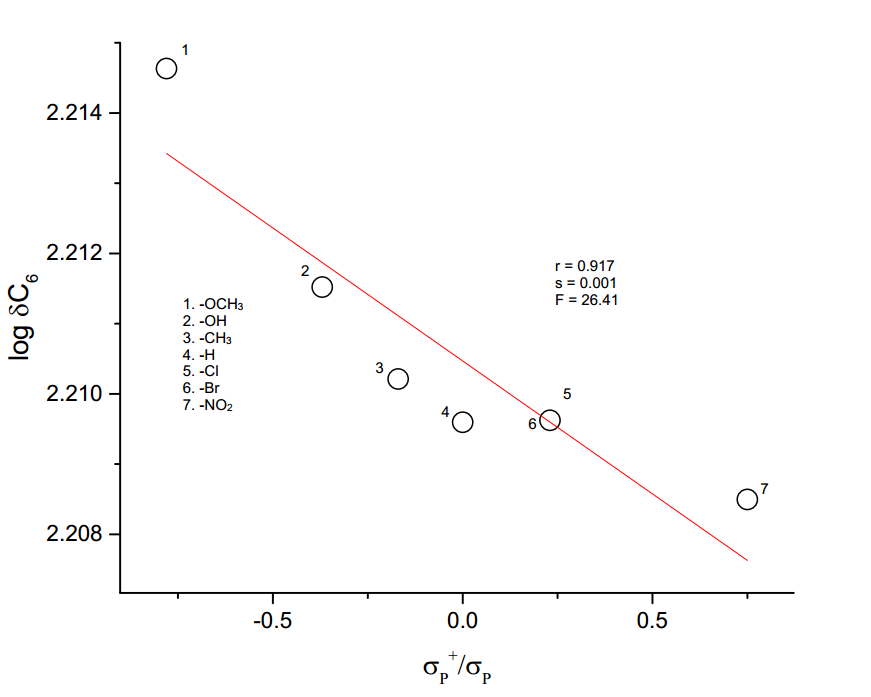 1
2.214
2.212
2
r = 0.917
s = 0.001
F = 26.41
log δC₆
1. -OCH₃
2. -OH
3. -CH₃
4. -H
5. -Cl
6. -Br
7. -NO₂
3
2.210
4
5
6
7
2.208
-0.5
0.0
0.5
σₚ⁺/σₚ